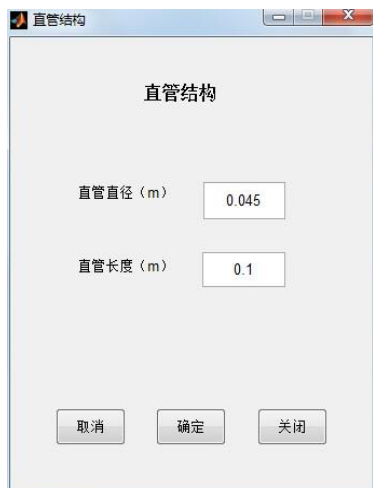 直管结构
直管结构
直管直径（m） 0.045
直管长度（m） 0.1
取消 确定 关闭